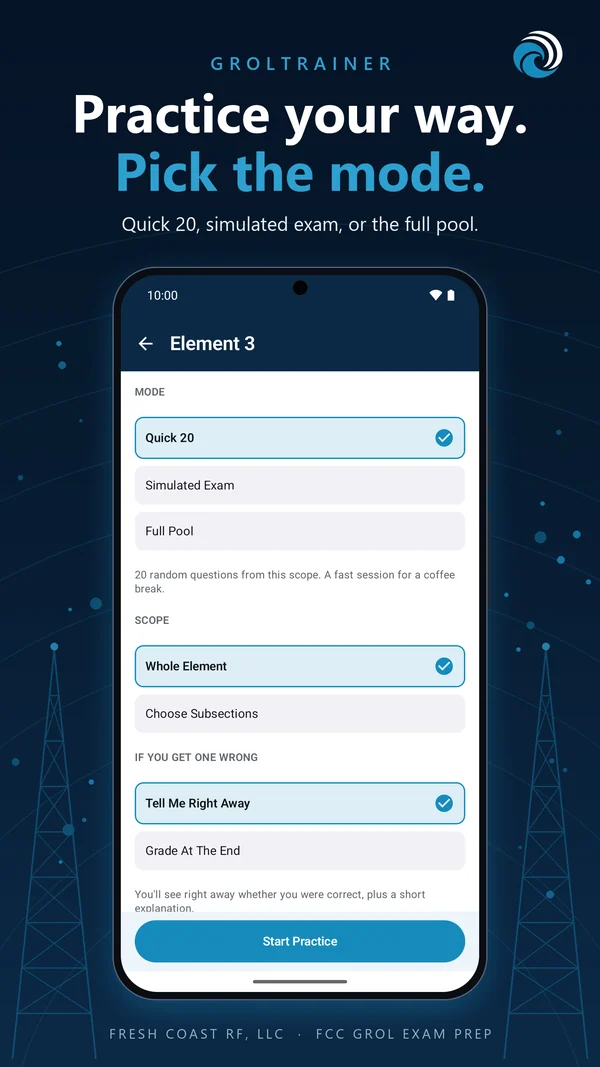 GROLTRAINER
Practice your way.
Pick the mode.
Quick 20, simulated exam, or the full pool.
10:00
Element 3
MODE
Quick 20
Simulated Exam
Full Pool
20 random questions from this scope. A fast session for a coffee
break.
SCOPE
Whole Element
Choose Subsections
IF YOU GET ONE WRONG
Tell Me Right Away
Grade At The End
You'll see right away whether you were correct, plus a short
explanation.
Start Practice
FRESH COAST RF, LLC · FCC GROL EXAM PREP